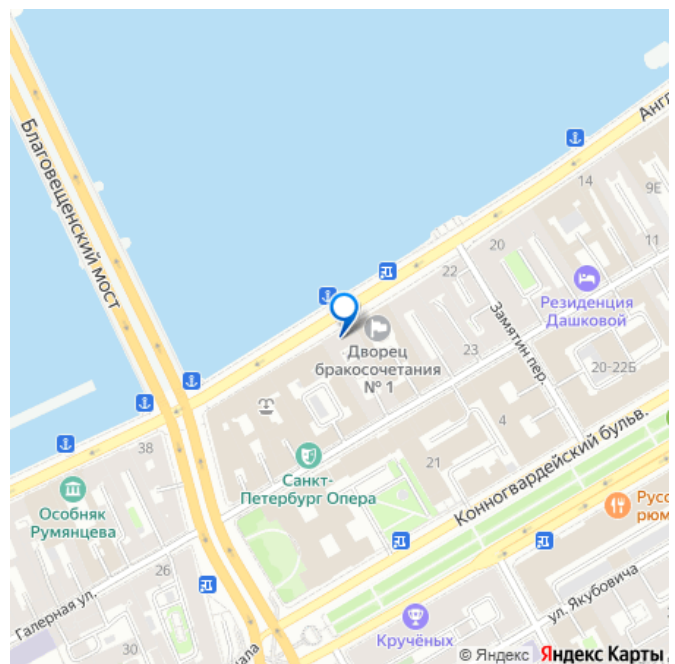 Благовещенский мост
Англ
14
9Е
11
20
22
Резиденция
Дашковой
Замятин пер.
Дворец
бракосочетания
№ 1
23
20-22Б
4
38
Санкт-
Петербург Опера
21
Конногвардейский бульв.
Особняк
Румянцева
Русс
рюм
26
Галерная ул.
ул. Якубовича
30
Кручёных
нала
© Яндекс Яндекс Карты